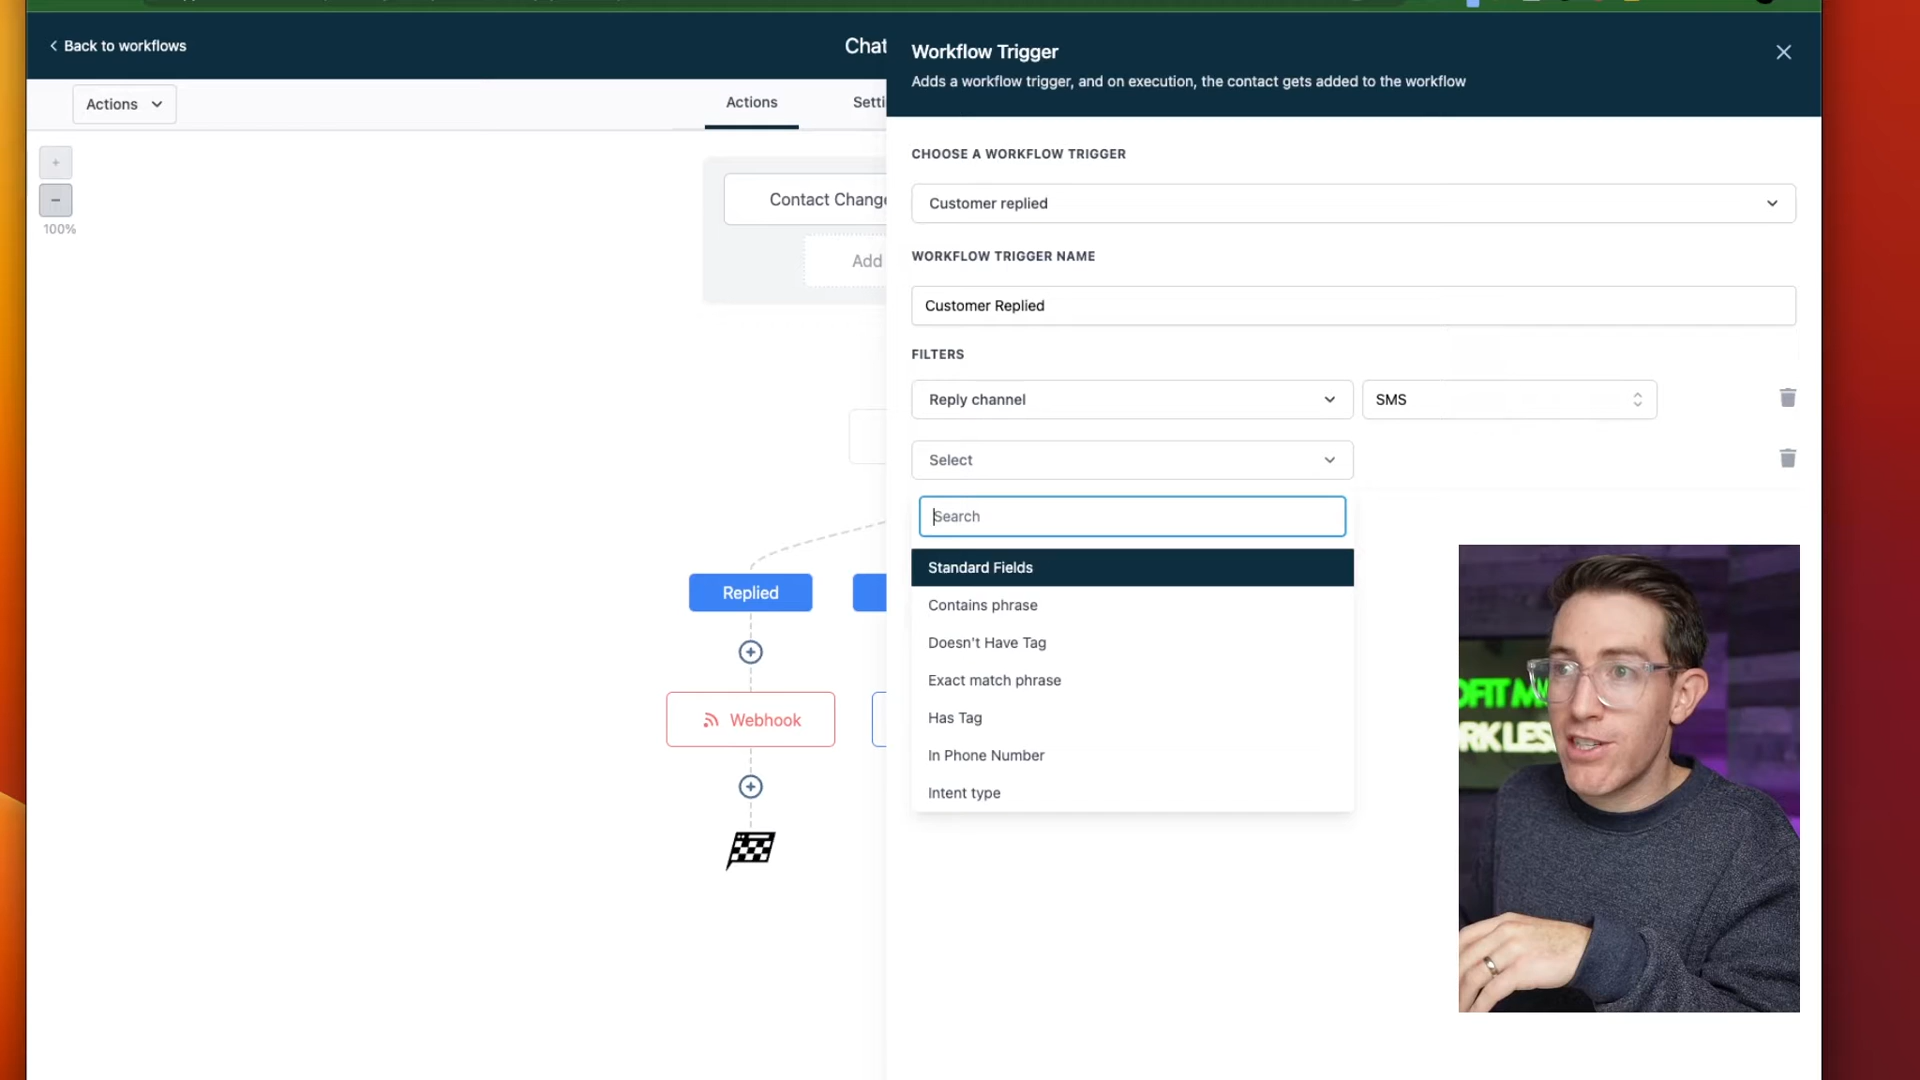 Back to workflows
Chat
Workflow Trigger
Adds a workflow trigger, and on execution, the contact gets added to the workflow
Actions
Actions
Setti
+
−
100%
Contact Change
Add
Replied
Webhook
CHOOSE A WORKFLOW TRIGGER
Customer replied
WORKFLOW TRIGGER NAME
Customer Replied
FILTERS
Reply channel
SMS
Select
Search
Standard Fields
Contains phrase
Doesn't Have Tag
Exact match phrase
Has Tag
In Phone Number
Intent type
OFIT M
RK LES